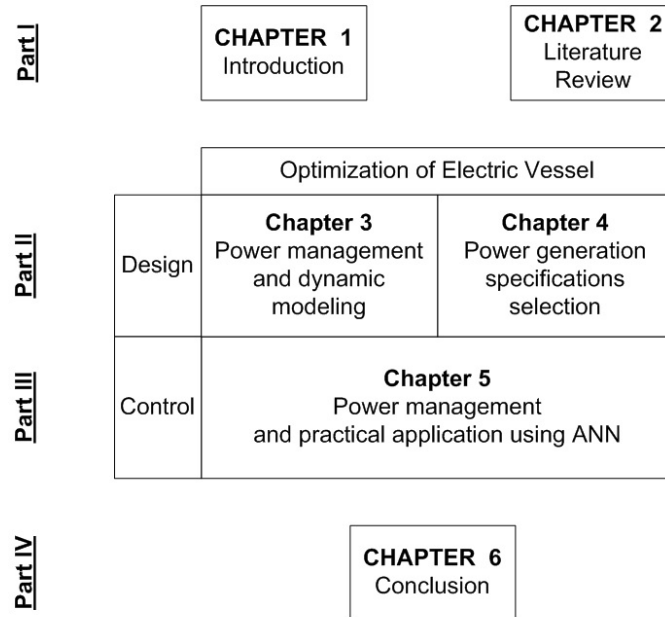 Part I
CHAPTER 1
Introduction
CHAPTER 2
Literature
Review
Optimization of Electric Vessel
Part II
Design
Chapter 3
Power management
and dynamic
modeling
Chapter 4
Power generation
specifications
selection
Part III
Control
Chapter 5
Power management
and practical application using ANN
Part IV
CHAPTER 6
Conclusion